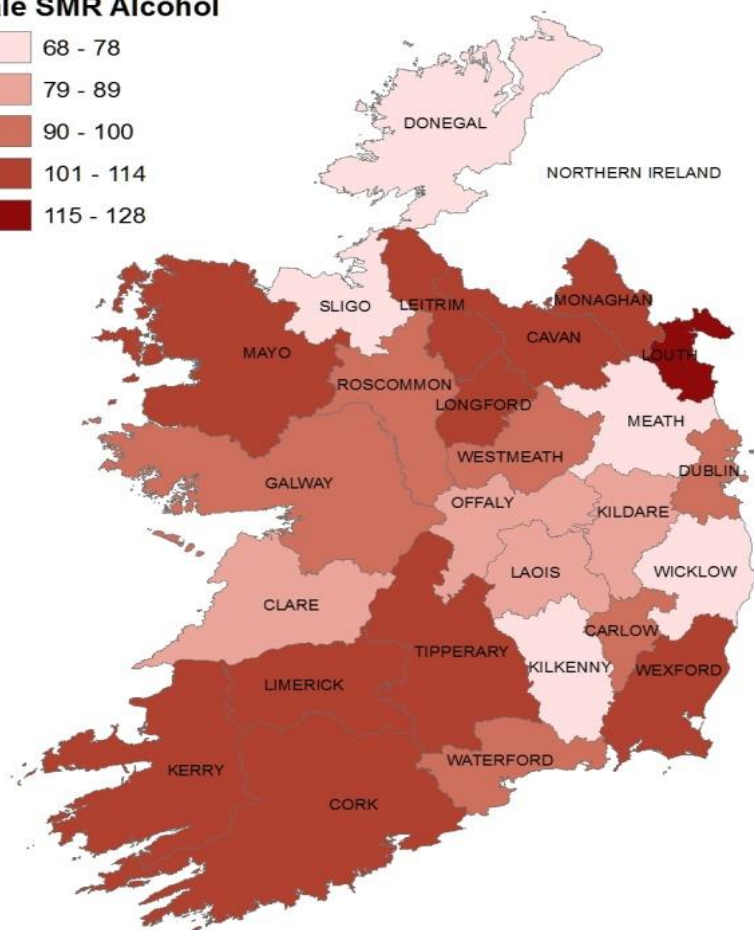 SMR Alcohol
68 - 78
79 - 89
90 - 100
101 - 114
115 - 128
DONEGAL
NORTHERN IRELAND
SLIGO
LEITRIM
MONAGHAN
CAVAN
MAYO
LOUTH
ROSCOMMON
LONGFORD
MEATH
WESTMEATH
DUBLIN
GALWAY
OFFALY
KILDARE
LAOIS
WICKLOW
CLARE
CARLOW
TIPPERARY
KILKENNY
WEXFORD
LIMERICK
WATERFORD
KERRY
CORK